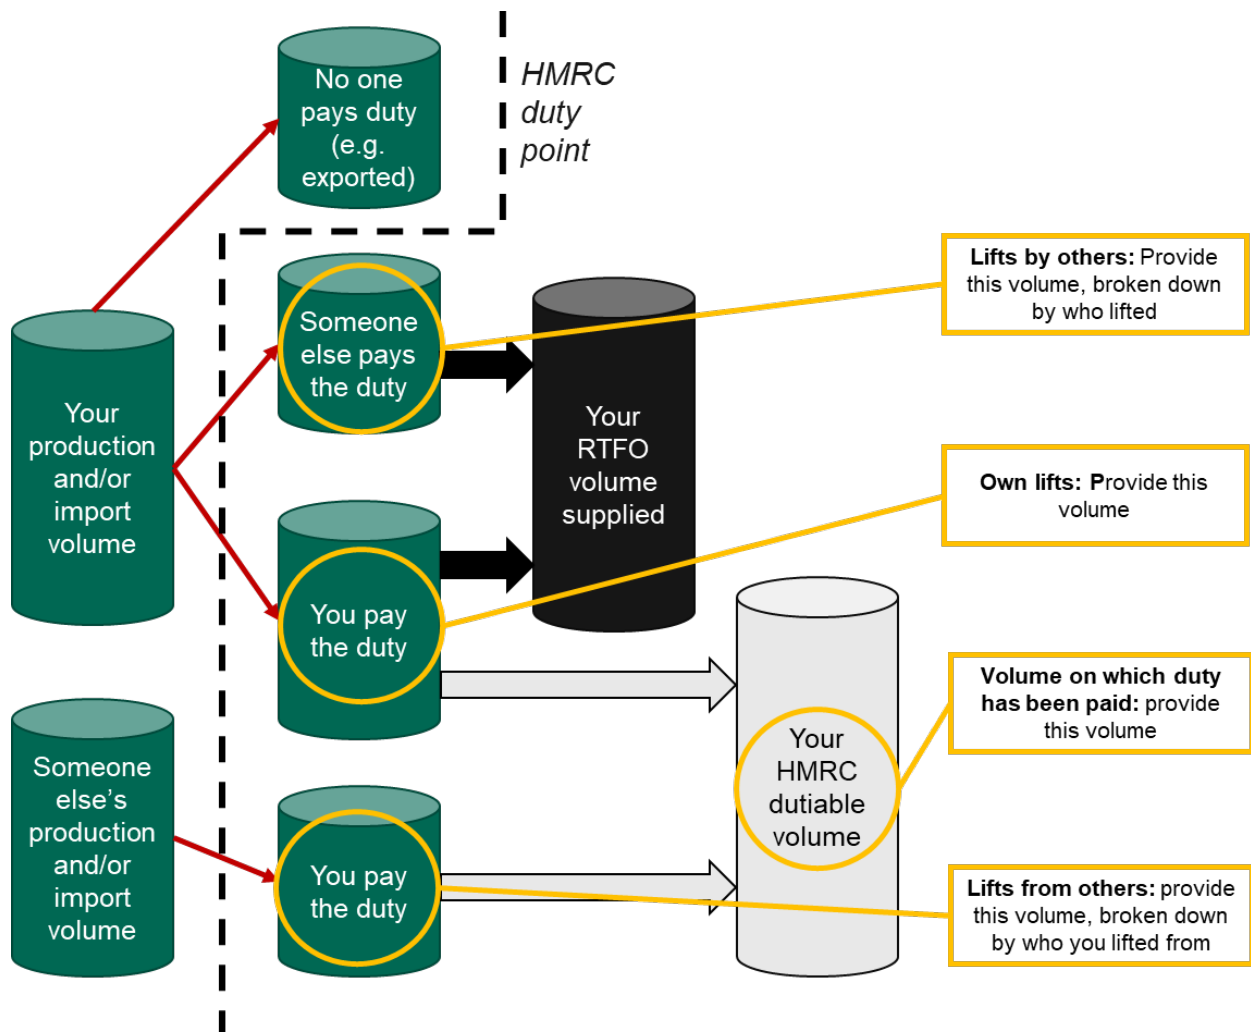 No one
pays duty
(e.g.
exported)
HMRC
duty
point
Your
production
and/or
import
volume
Someone
else pays
the duty
Your
RTFO
volume
supplied
Lifts by others: Provide
this volume, broken down
by who lifted
You pay
the duty
Own lifts: Provide this
volume
Someone
else’s
production
and/or
import
volume
You pay
the duty
Your
HMRC
dutiable
volume
Volume on which duty
has been paid: provide
this volume
Lifts from others: provide
this volume, broken down
by who you lifted from